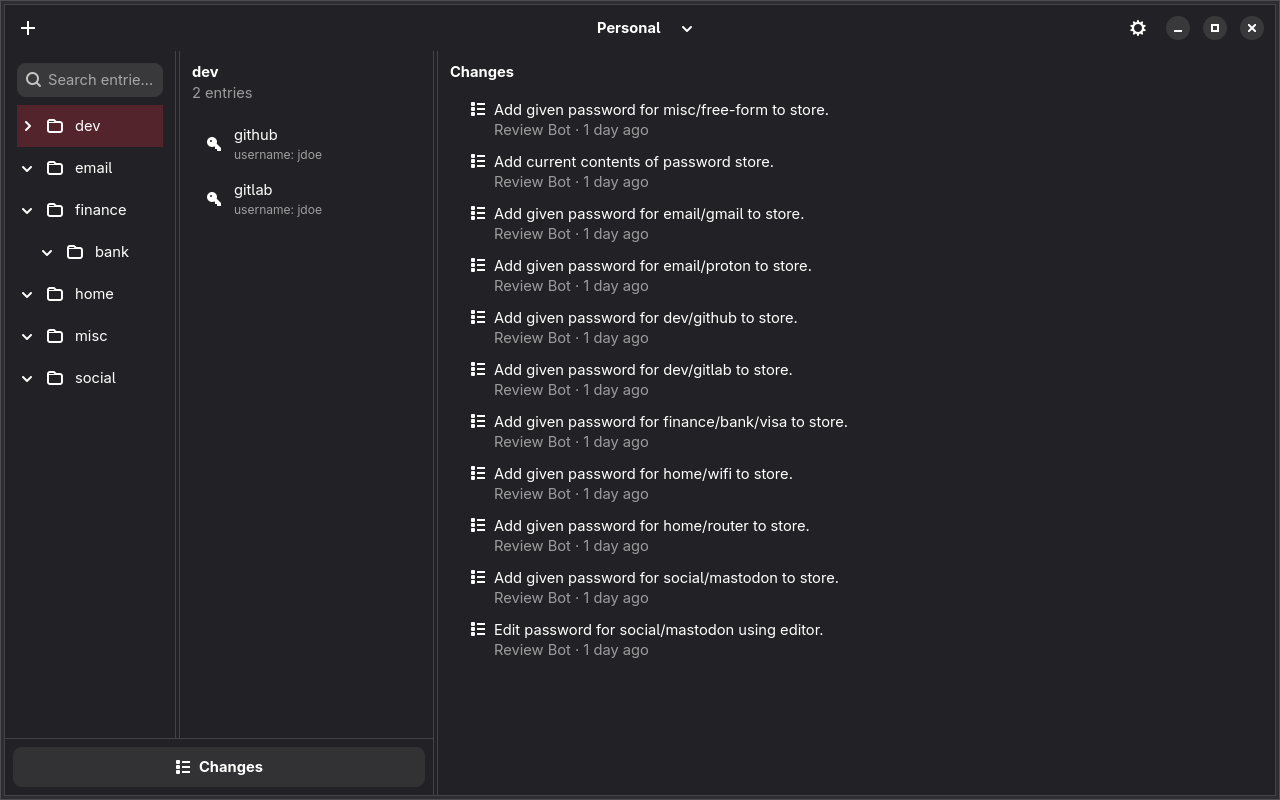 Personal
Search entrie...
dev
email
finance
bank
home
misc
social
dev
2 entries
github
username: jdoe
gitlab
username: jdoe
Changes
Changes
Add given password for misc/free-form to store.
Review Bot · 1 day ago
Add current contents of password store.
Review Bot · 1 day ago
Add given password for email/gmail to store.
Review Bot · 1 day ago
Add given password for email/proton to store.
Review Bot · 1 day ago
Add given password for dev/github to store.
Review Bot · 1 day ago
Add given password for dev/gitlab to store.
Review Bot · 1 day ago
Add given password for finance/bank/visa to store.
Review Bot · 1 day ago
Add given password for home/wifi to store.
Review Bot · 1 day ago
Add given password for home/router to store.
Review Bot · 1 day ago
Add given password for social/mastodon to store.
Review Bot · 1 day ago
Edit password for social/mastodon using editor.
Review Bot · 1 day ago